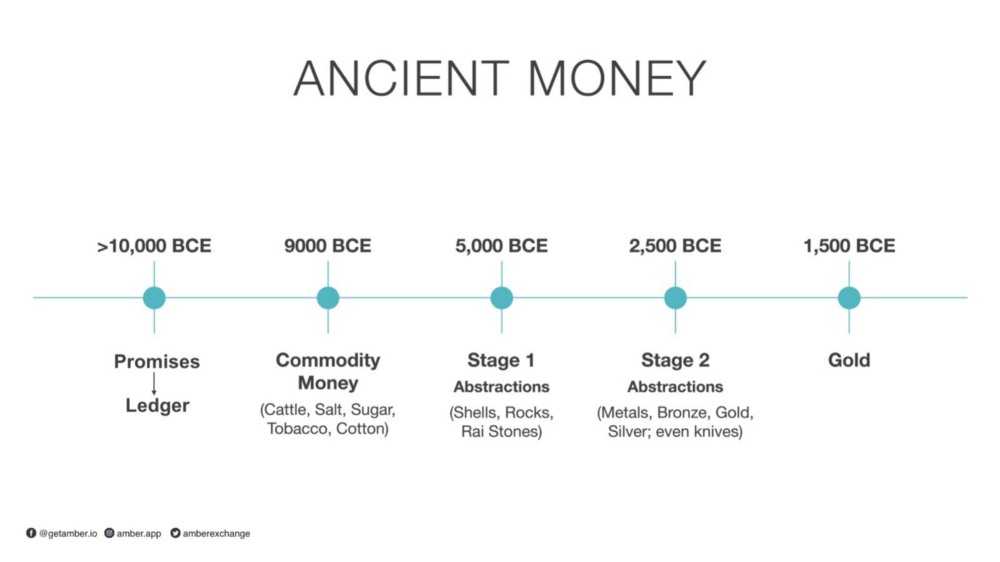 ANCIENT MONEY
>10,000 BCE
9000 BCE
5,000 BCE
2,500 BCE
1,500 BCE
Promises
Ledger
Commodity
Money
(Cattle, Salt, Sugar,
Tobacco, Cotton)
Stage 1
Abstractions
(Shells, Rocks,
Rai Stones)
Stage 2
Abstractions
(Metals, Bronze, Gold,
Silver; even knives)
Gold
@getamber.io amber.app amberexchange